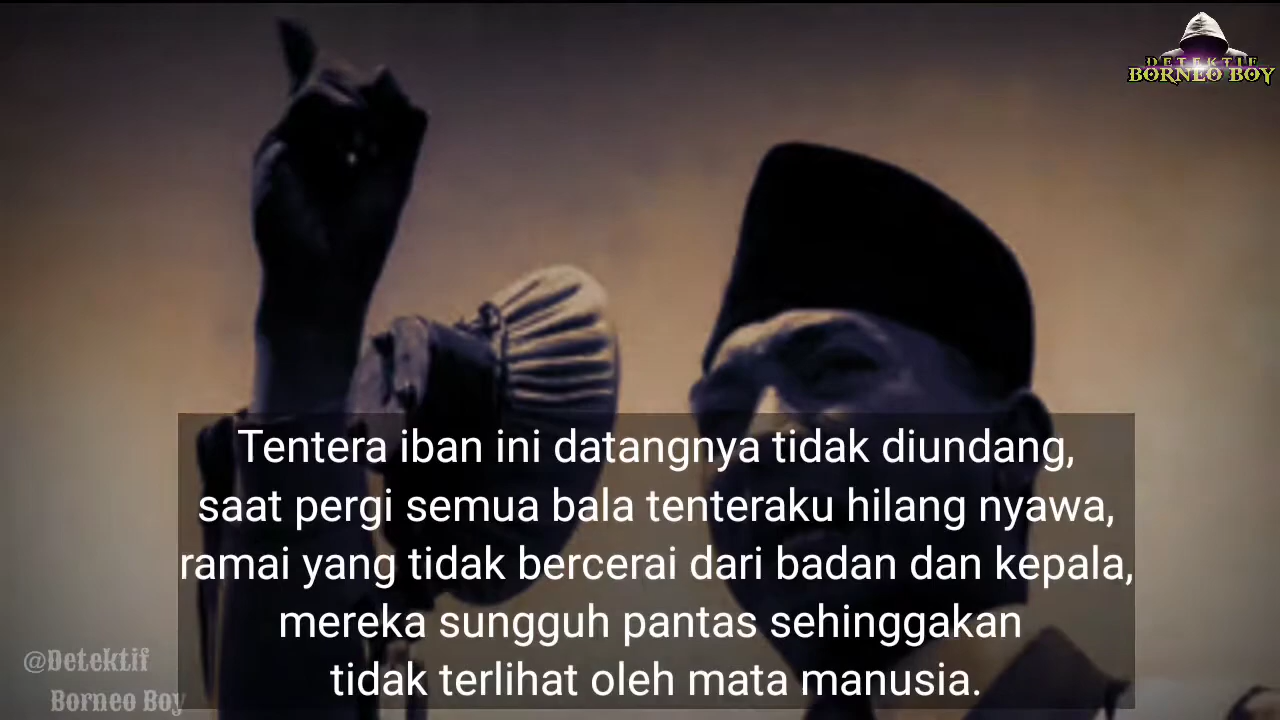 DETEKTIF
BORNEO BOY
Tentera iban ini datangnya tidak diundang,
saat pergi semua bala tenteraku hilang nyawa,
ramai yang tidak bercerai dari badan dan kepala,
mereka sungguh pantas sehinggakan
tidak terlihat oleh mata manusia.
@Detektif
Borneo Boy